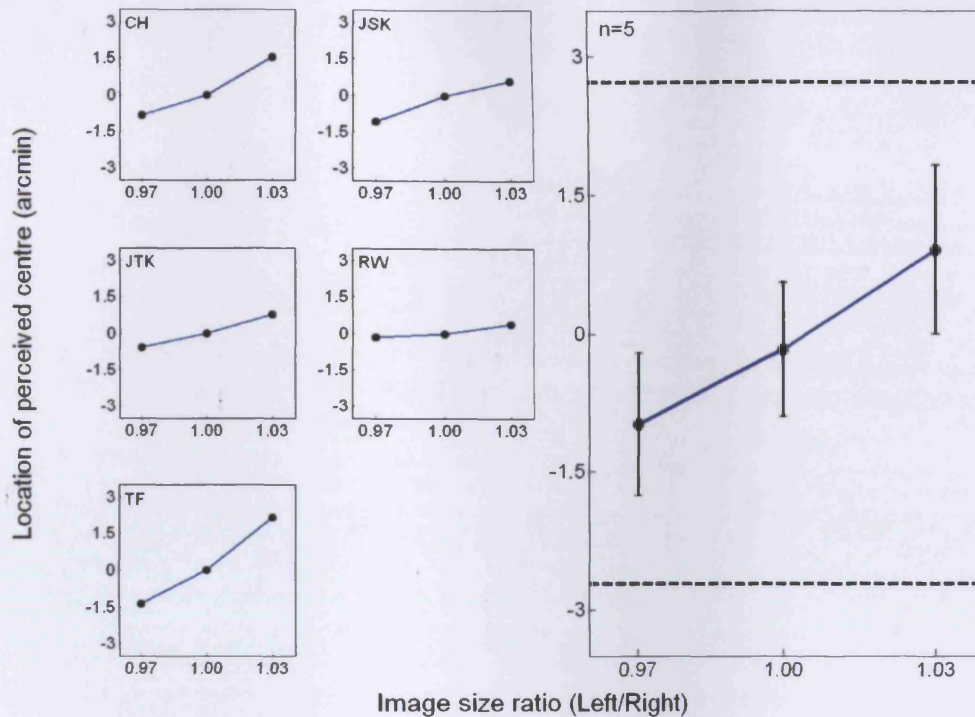 Location of perceived centre (arcmin)
CH
3
1.5
0
-1.5
-3
0.97 1.00 1.03
JSK
3
1.5
0
-1.5
-3
0.97 1.00 1.03
JTK
3
1.5
0
-1.5
-3
0.97 1.00 1.03
RW
3
1.5
0
-1.5
-3
0.97 1.00 1.03
TF
3
1.5
0
-1.5
-3
0.97 1.00 1.03
n=5
3
1.5
0
-1.5
-3
0.97 1.00 1.03
Image size ratio (Left/Right)